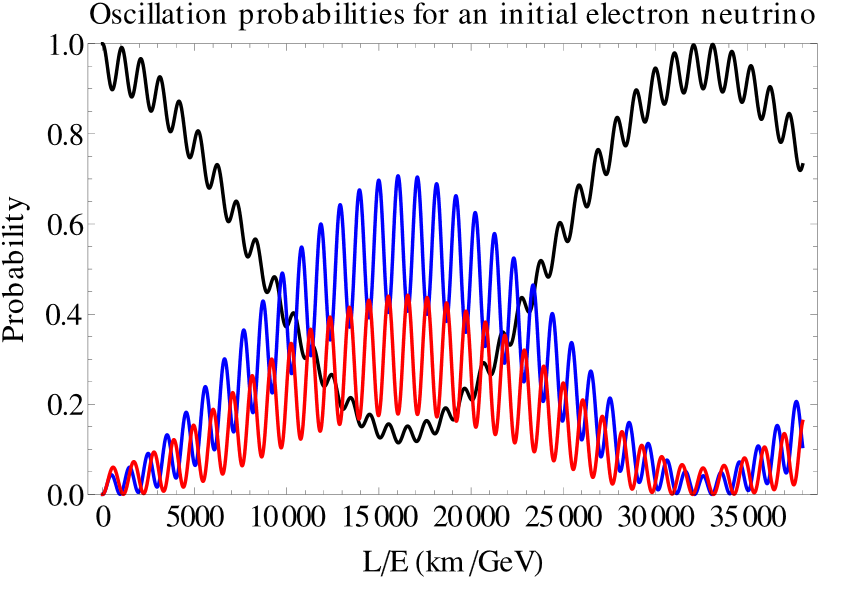 Oscillation probabilities for an initial electron neutrino
1.0
0.8
0.6
0.4
0.2
0.0
Probability
0 5000 10 000 15 000 20 000 25 000 30 000 35 000
L/E (km/GeV)